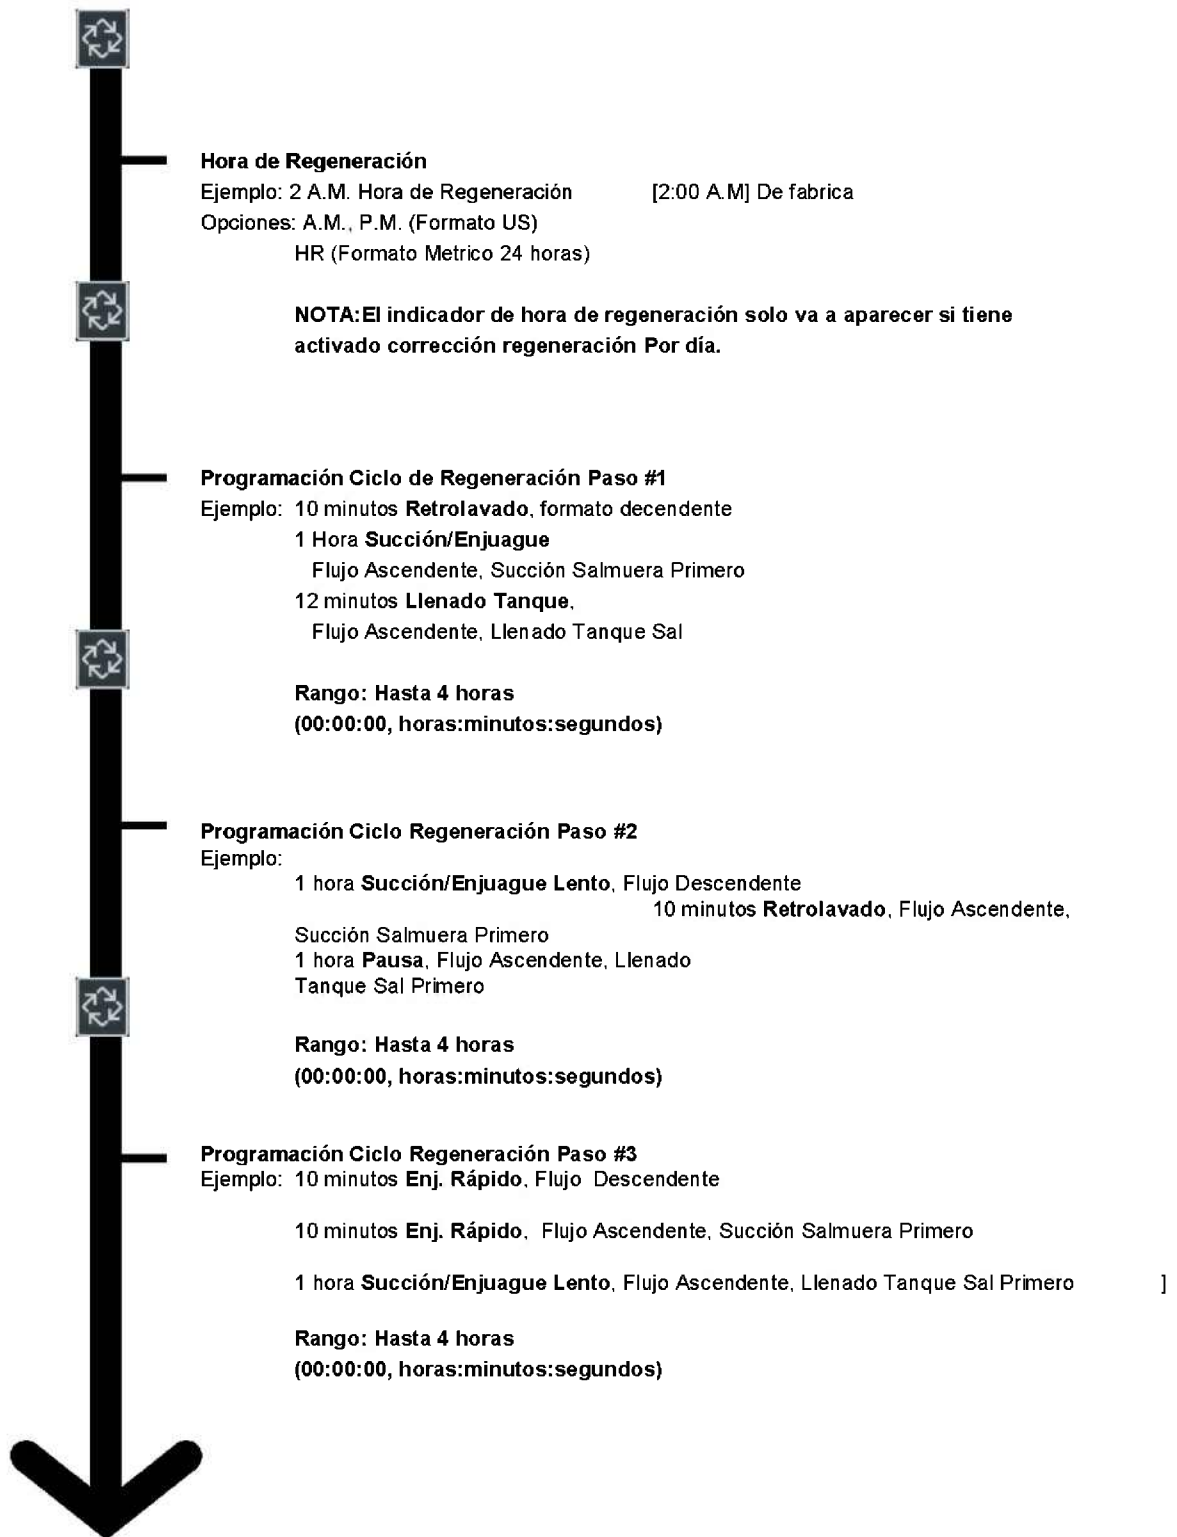 Hora de Regeneración
Ejemplo: 2 A.M. Hora de Regeneración [2:00 A.M] De fabrica
Opciones: A.M., P.M. (Formato US)
HR (Formato Metrico 24 horas)
NOTA:El indicador de hora de regeneración solo va a aparecer si tiene
activado corrección regeneración Por día.
Programación Ciclo de Regeneración Paso #1
Ejemplo: 10 minutos Retrolavado, formato decendente
1 Hora Succión/Enjuague
Flujo Ascendente, Succión Salmuera Primero
12 minutos Llenado Tanque,
Flujo Ascendente, Llenado Tanque Sal
Rango: Hasta 4 horas
(00:00:00, horas:minutos:segundos)
Programación Ciclo Regeneración Paso #2
Ejemplo:
1 hora Succión/Enjuague Lento, Flujo Descendente
10 minutos Retrolavado, Flujo Ascendente,
Succión Salmuera Primero
1 hora Pausa, Flujo Ascendente, Llenado
Tanque Sal Primero
Rango: Hasta 4 horas
(00:00:00, horas:minutos:segundos)
Programación Ciclo Regeneración Paso #3
Ejemplo: 10 minutos Enj. Rápido, Flujo Descendente
10 minutos Enj. Rápido, Flujo Ascendente, Succión Salmuera Primero
1 hora Succión/Enjuague Lento, Flujo Ascendente, Llenado Tanque Sal Primero ]
Rango: Hasta 4 horas
(00:00:00, horas:minutos:segundos)